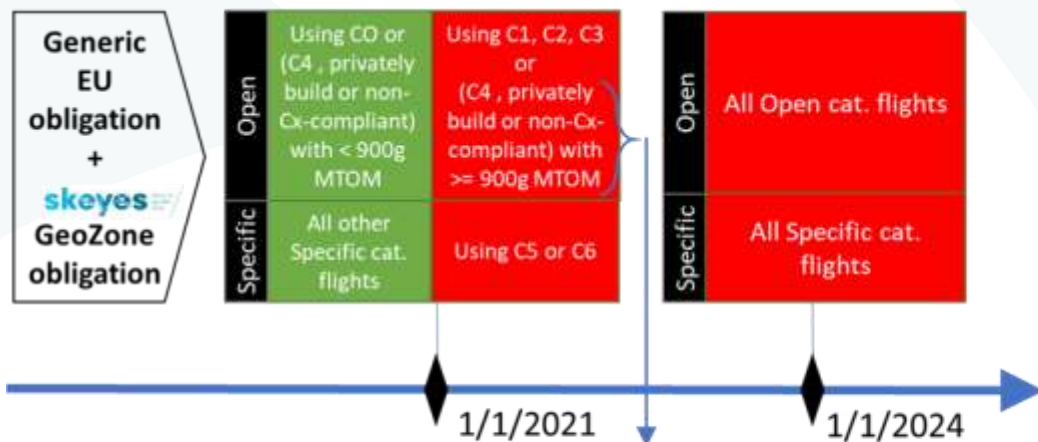 Generic
EU
obligation
+
skeyes
GeoZone
obligation
Open
Using CO or
(C4 , privately
build or non-
Cx-compliant)
with < 900g
MTOM
Using C1, C2, C3
or
(C4 , privately
build or non-Cx-
compliant) with
>= 900g MTOM
Specific
All other
Specific cat.
flights
Using C5 or C6
Open
All Open cat. flights
Specific
All Specific cat.
flights
1/1/2021
1/1/2024